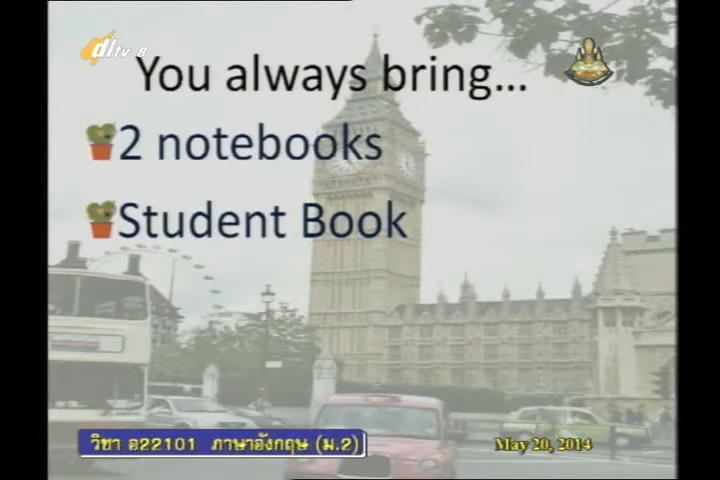 dltv 8
You always bring...
2 notebooks
Student Book
วิชา อ22101 ภาษาอังกฤษ (ม.2)
May 20, 2014